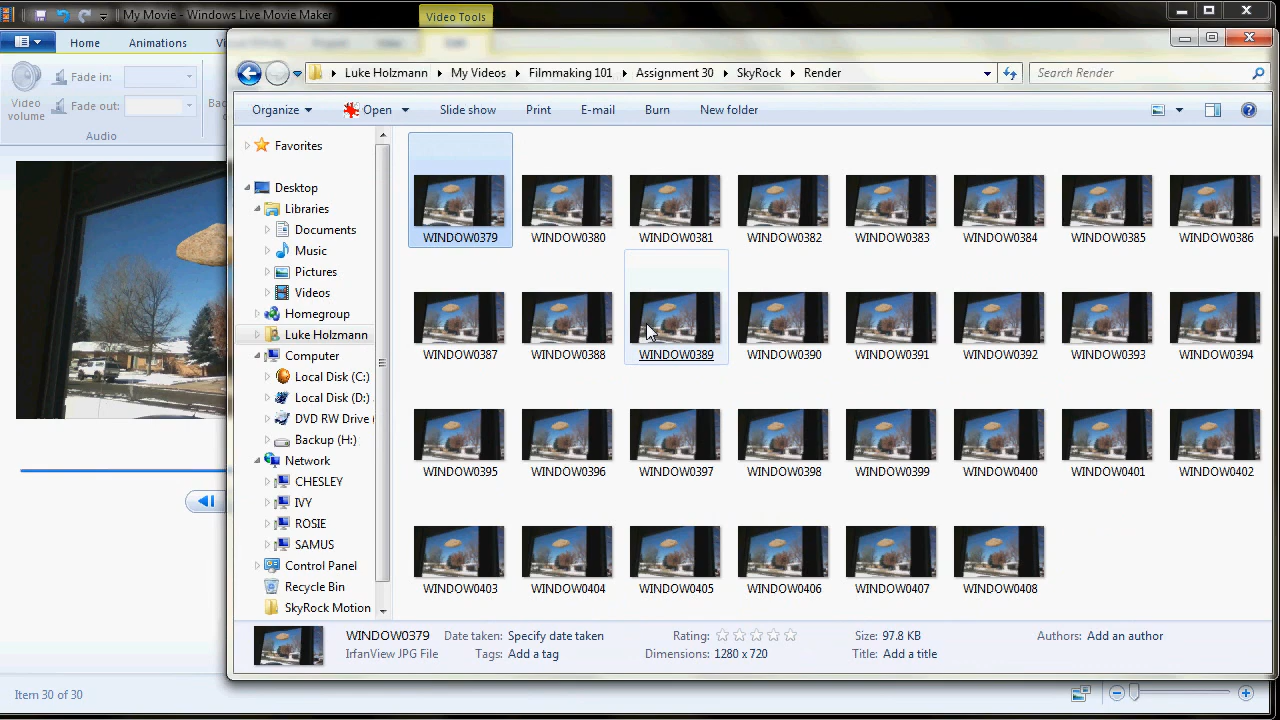 My Movie - Windows Live Movie Maker
Video Tools
Home
Animations
Luke Holzmann
My Videos
Filmmaking 101
Assignment 30
SkyRock
Render
Search Render
Fade in:
Fade out:
Video
volume
Audio
Organize
Open
Slide show
Print
E-mail
Burn
New folder
Favorites
Desktop
Libraries
Documents
Music
Pictures
Videos
Homegroup
Luke Holzmann
Computer
Local Disk (C:)
Local Disk (D:)
DVD RW Drive (
Backup (H:)
Network
CHESLEY
IVY
ROSIE
SAMUS
Control Panel
Recycle Bin
SkyRock Motion
WINDOW0379 WINDOW0380 WINDOW0381 WINDOW0382 WINDOW0383 WINDOW0384 WINDOW0385 WINDOW0386
WINDOW0387 WINDOW0388 WINDOW0389 WINDOW0390 WINDOW0391 WINDOW0392 WINDOW0393 WINDOW0394
WINDOW0395 WINDOW0396 WINDOW0397 WINDOW0398 WINDOW0399 WINDOW0400 WINDOW0401 WINDOW0402
WINDOW0403 WINDOW0404 WINDOW0405 WINDOW0406 WINDOW0407 WINDOW0408
WINDOW0379 Date taken: Specify date taken Rating: Size: 97.8 KB Authors: Add an author
IrfanView JPG File Tags: Add a tag Dimensions: 1280 x 720 Title: Add a title
Item 30 of 30